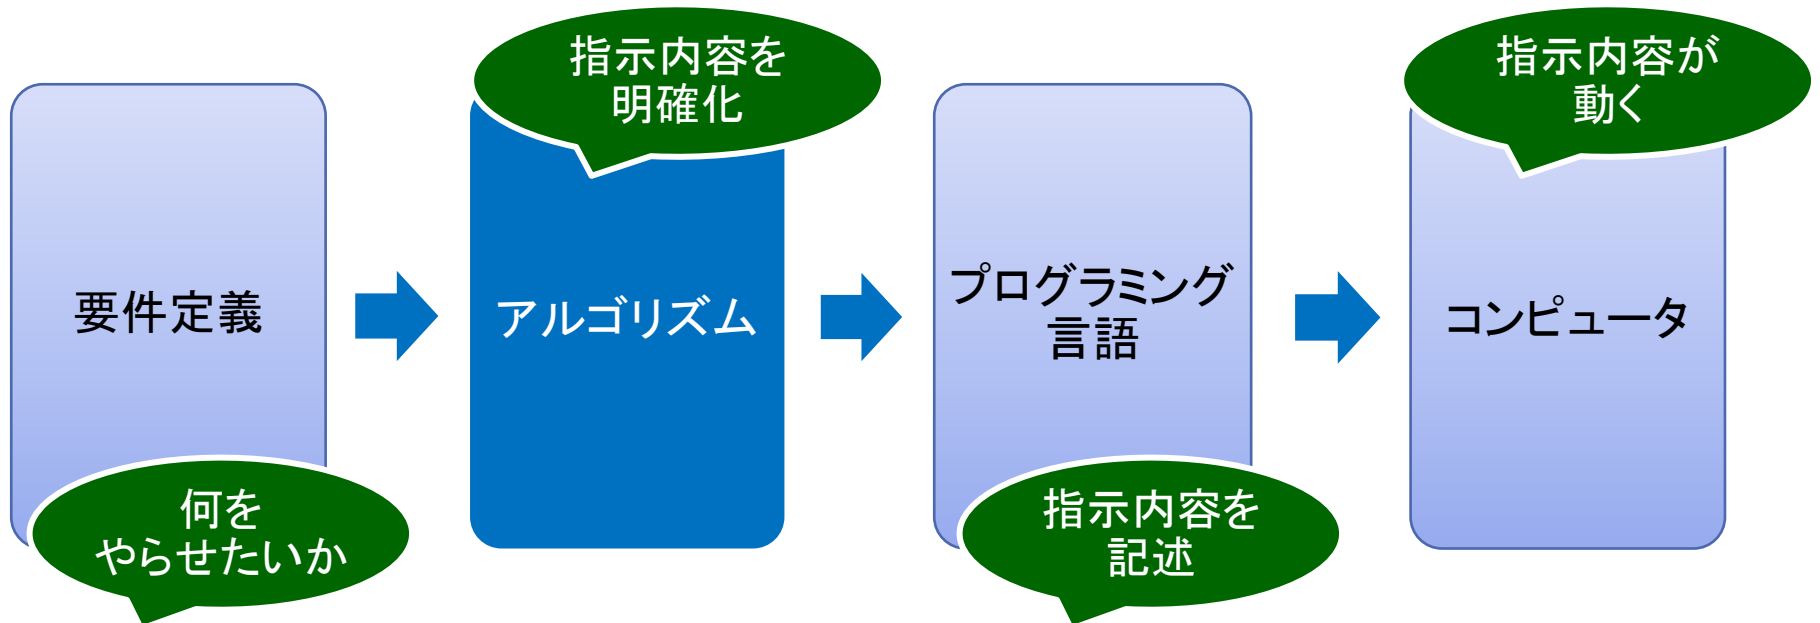 要件定義
何を
やらせたいか
指示内容を
明確化
アルゴリズム
プログラミング
言語
指示内容を
記述
指示内容が
動く
コンピュータ